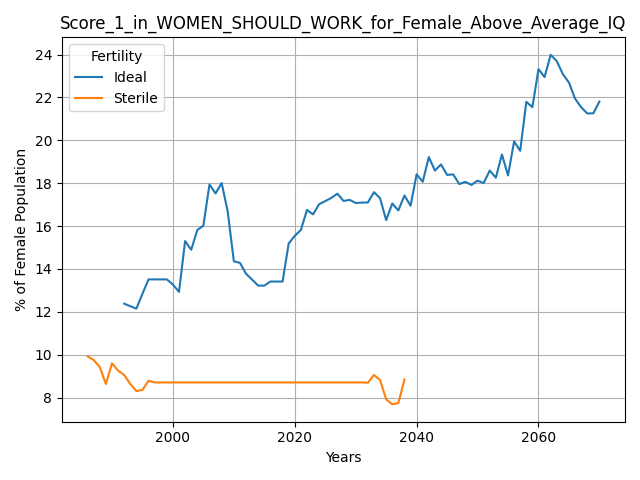 Score_1_in_WOMEN_SHOULD_WORK_for_Female_Above_Average_IQ
Fertility
Ideal
Sterile
% of Female Population
24
22
20
18
16
14
12
10
8
2000 2020 2040 2060
Years